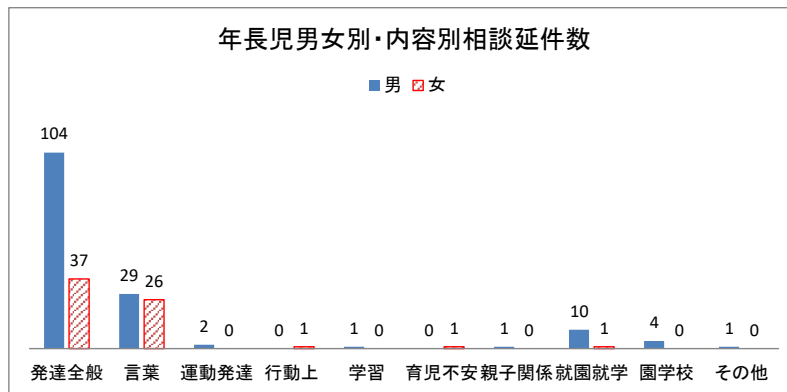 年長児男女別・内容別相談延件数
男 女
104 37 29 26 2 0 0 1 1 0 0 1 1 0 10 1 4 0 1 0
発達全般 言葉 運動発達 行動上 学習 育児不安 親子関係 就園就学 園学校 その他